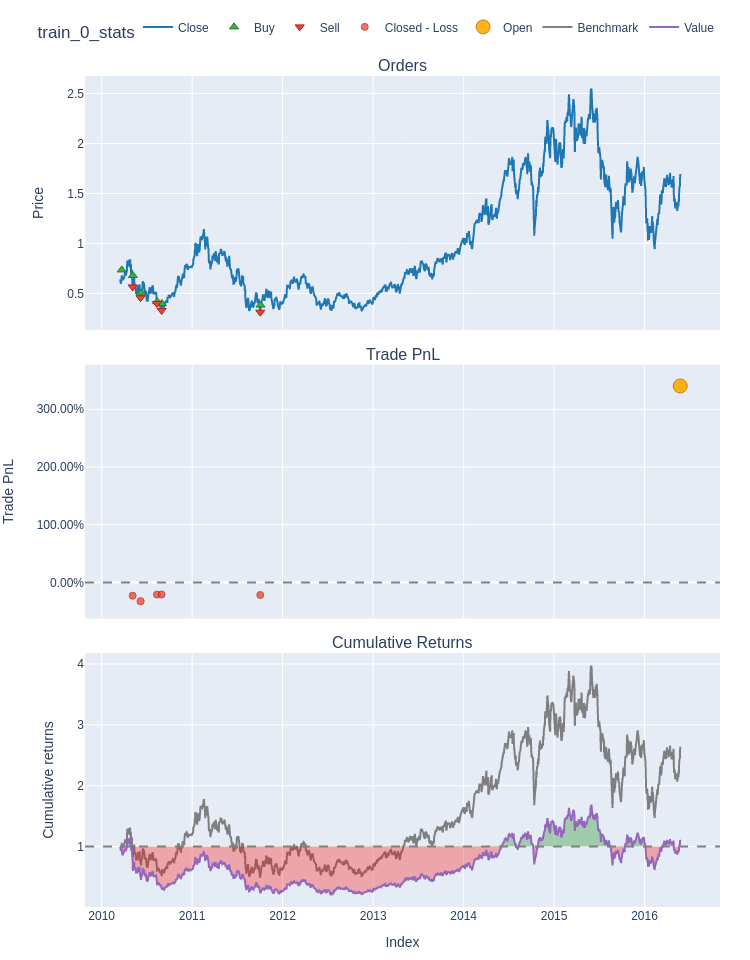 train_0_stats
Close
Buy
Sell
Closed - Loss
Open
Benchmark
Value
Orders
2.5
2
1.5
1
0.5
Price
Trade PnL
300.00%
200.00%
100.00%
0.00%
Trade PnL
Cumulative Returns
4
3
2
1
Cumulative returns
2010
2011
2012
2013
2014
2015
2016
Index